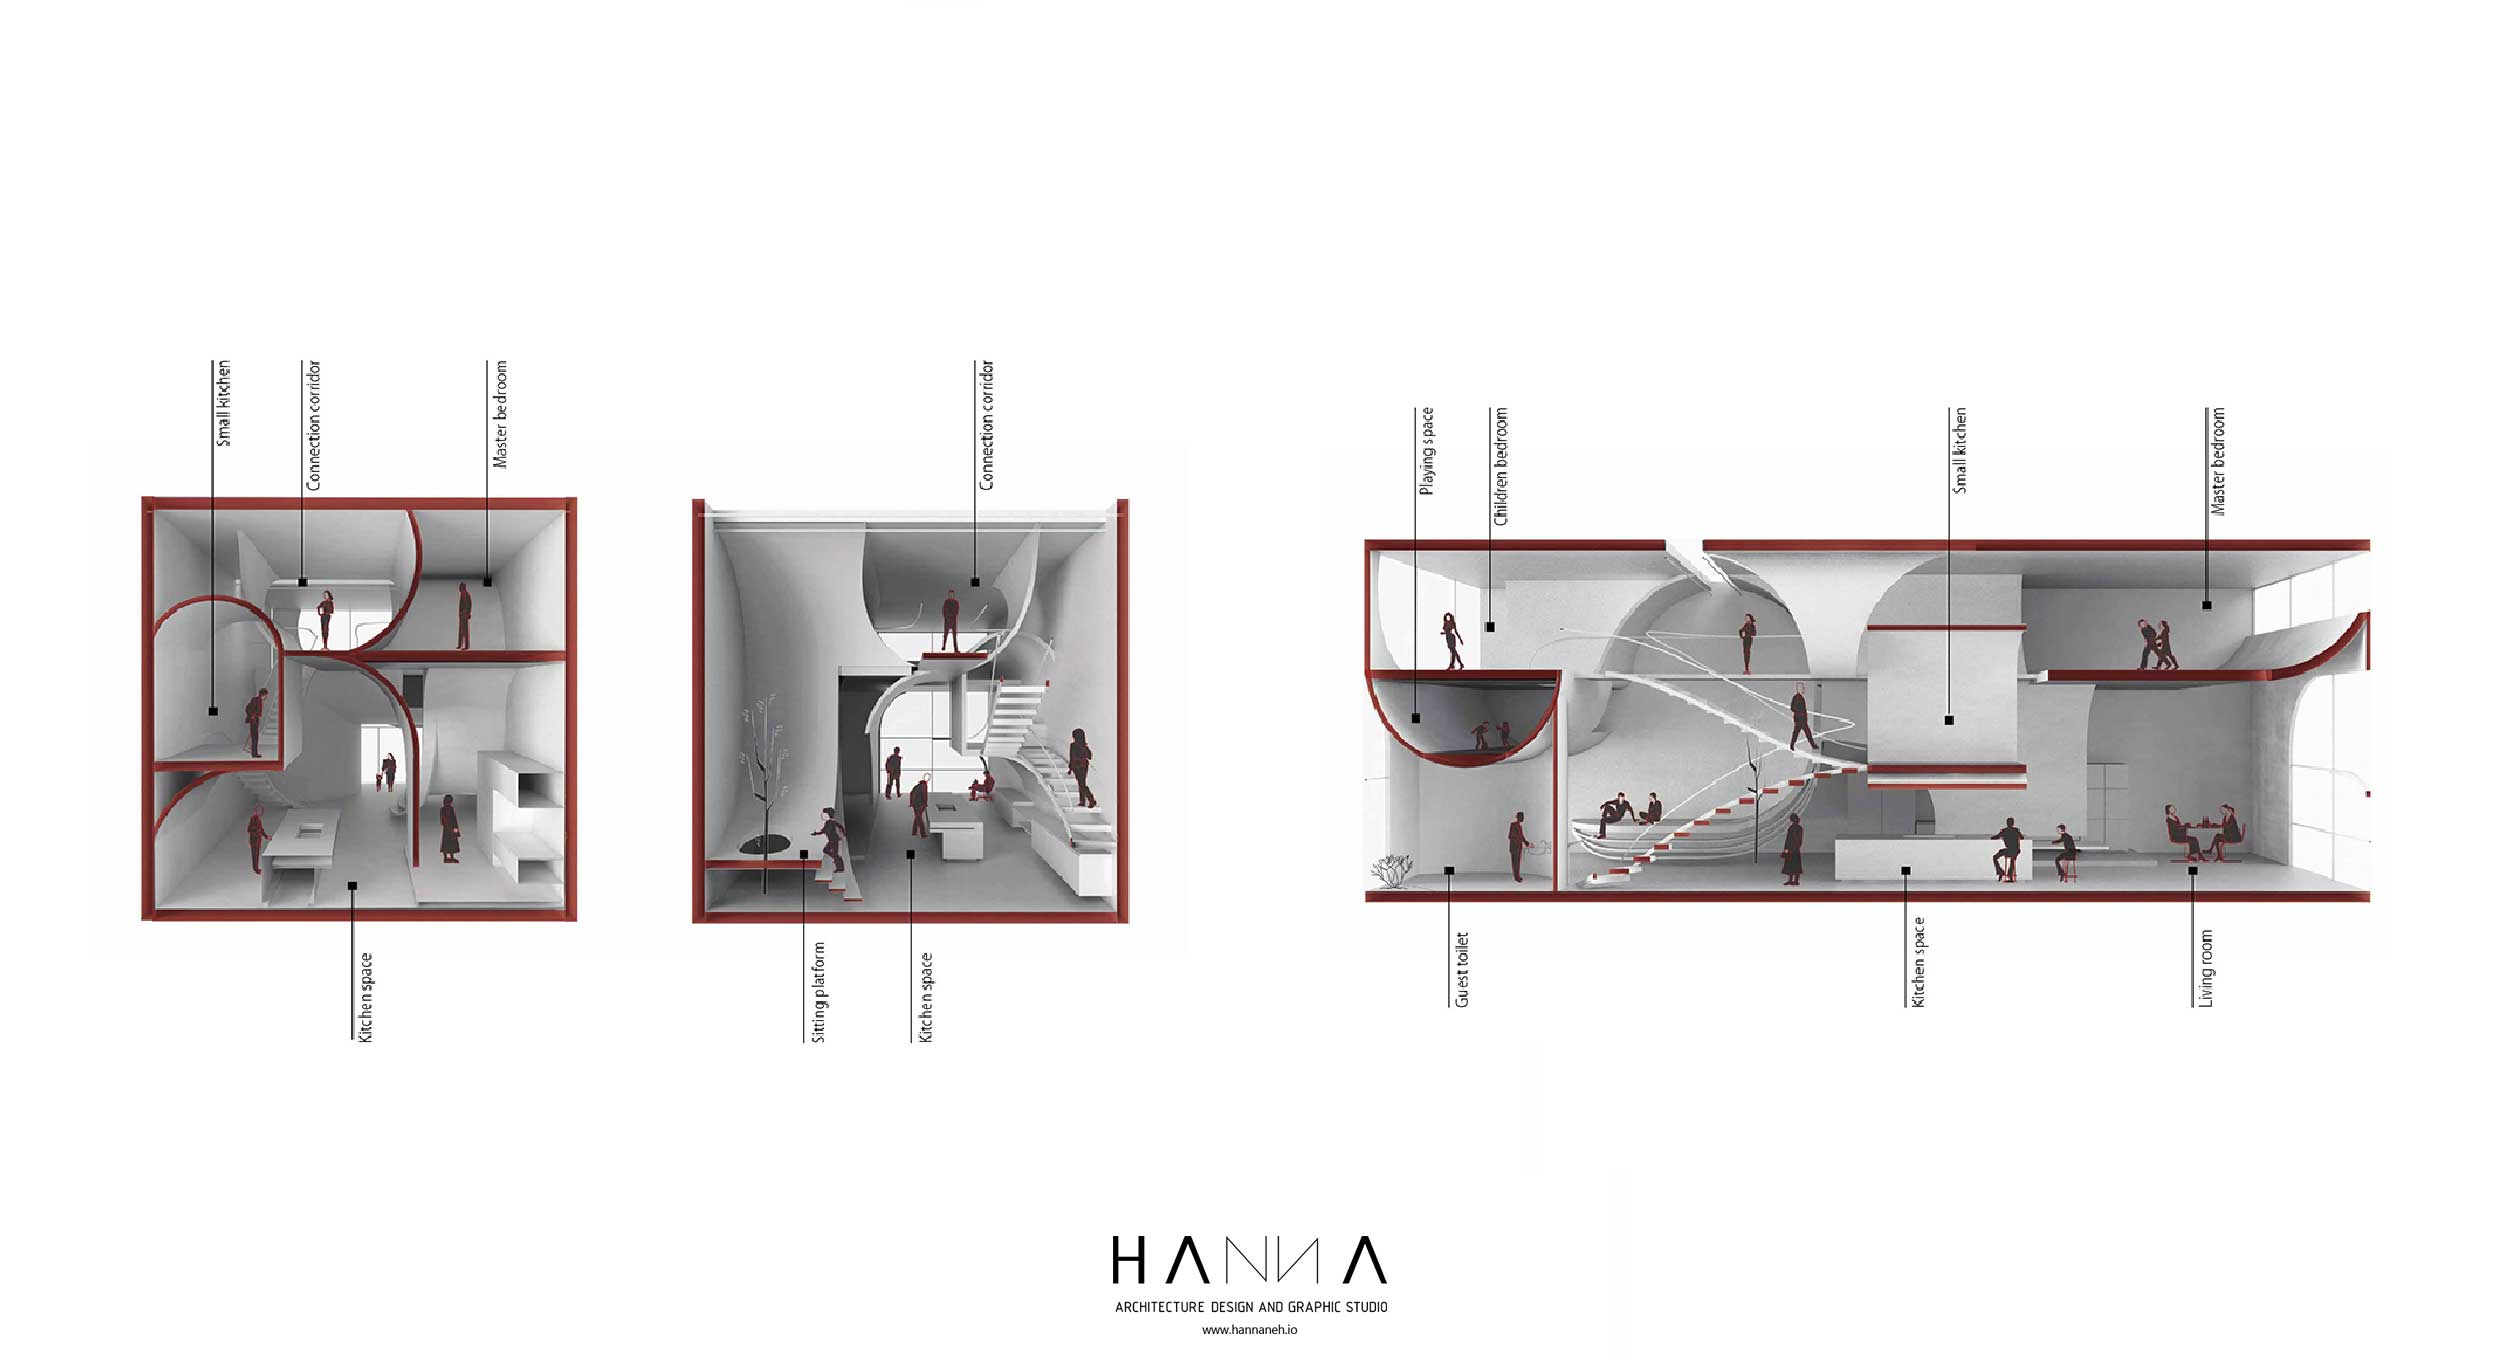 Small kitchen
Connection corridor
Master bedroom
Kitchen space
Connection corridor
Sitting platform
Kitchen space
Playing space
Children bedroom
Small kitchen
Master bedroom
Guest toilet
Kitchen space
Living room
HANNA
ARCHITECTURE DESIGN AND GRAPHIC STUDIO
www.hannaneh.io